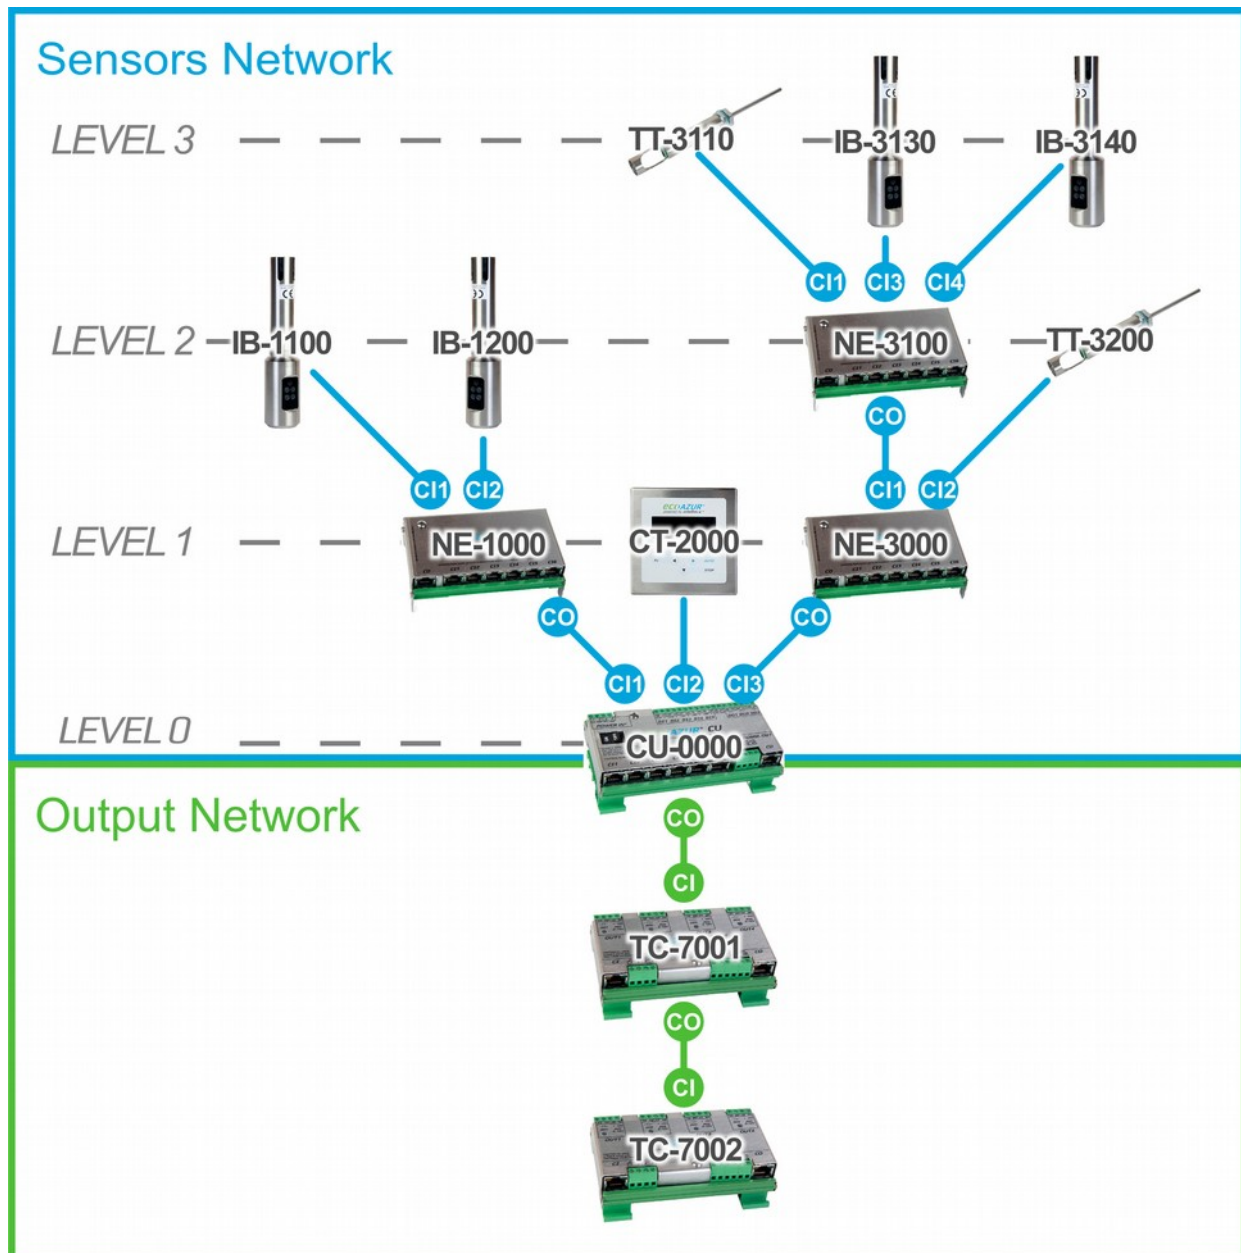 Sensors Network
LEVEL 3
TT-3110
IB-3130
IB-3140
CI1
CI3
CI4
LEVEL 2
IB-1100
IB-1200
NE-3100
TT-3200
CO
CI1
CI2
CI1
CI2
LEVEL 1
NE-1000
CT-2000
NE-3000
CO
CO
CI1
CI2
CI3
LEVEL 0
CU-0000
Output Network
CO
CI
TC-7001
CO
CI
TC-7002